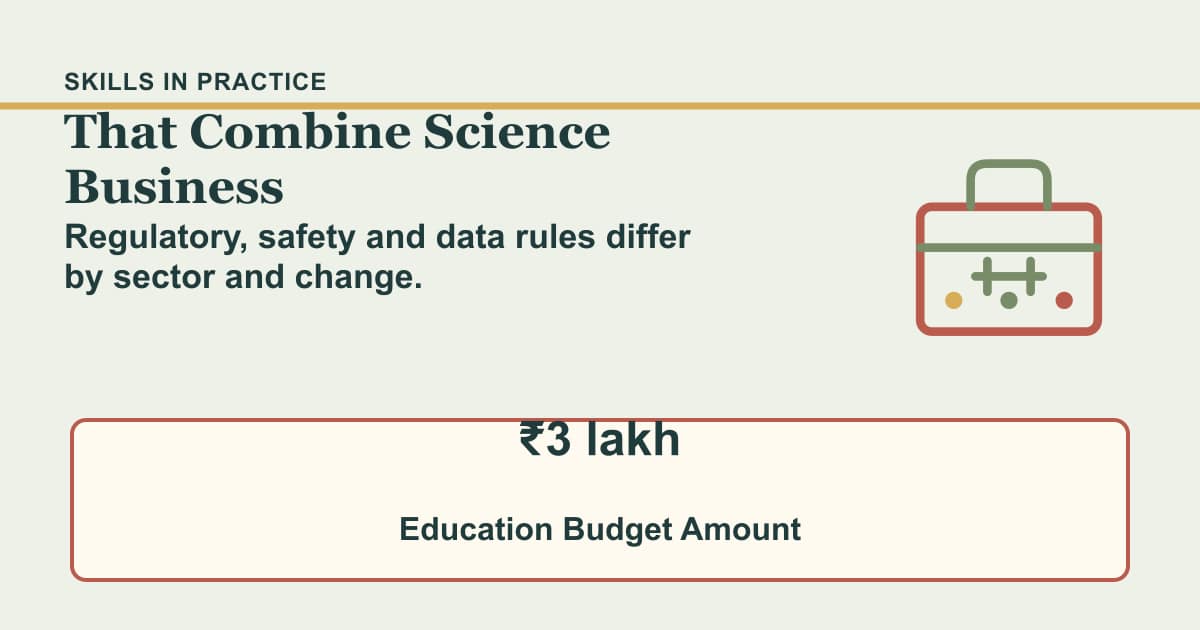 SKILLS IN PRACTICE
That Combine Science
Business
Regulatory, safety and data rules differ
by sector and change.
₹3 lakh
Education Budget Amount